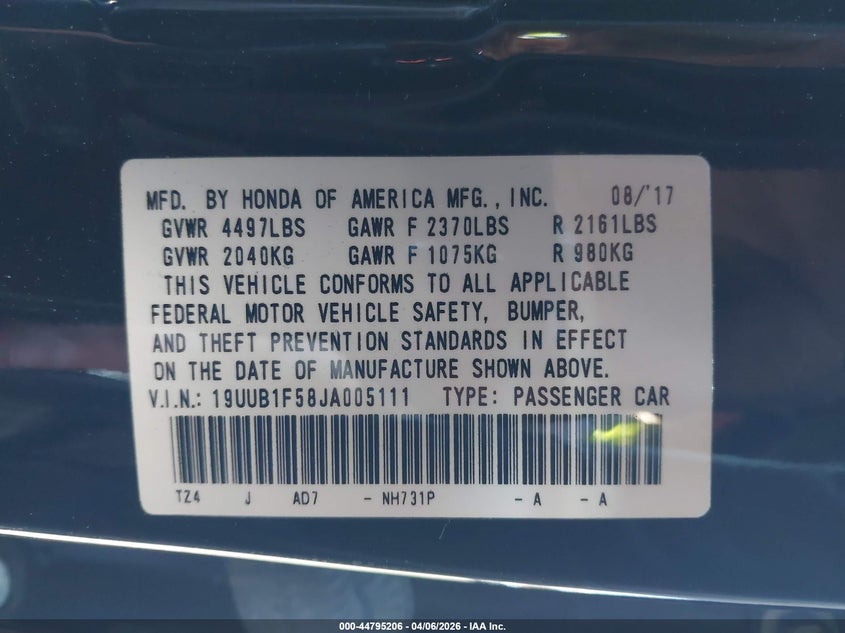 MFD. BY HONDA OF AMERICA MFG., INC. 08/'17
GVWR 4497LBS GAWR F 2370LBS R 2161LBS
GVWR 2040KG GAWR F 1075KG R 980KG
THIS VEHICLE CONFORMS TO ALL APPLICABLE
FEDERAL MOTOR VEHICLE SAFETY, BUMPER,
AND THEFT PREVENTION STANDARDS IN EFFECT
ON THE DATE OF MANUFACTURE SHOWN ABOVE.
V.I.N.: 19UUB1F58JA005111 TYPE: PASSENGER CAR
TZ4 J AD7 - NH731P - A - A
000-44795206 - 04/06/2026 - IAA Inc.